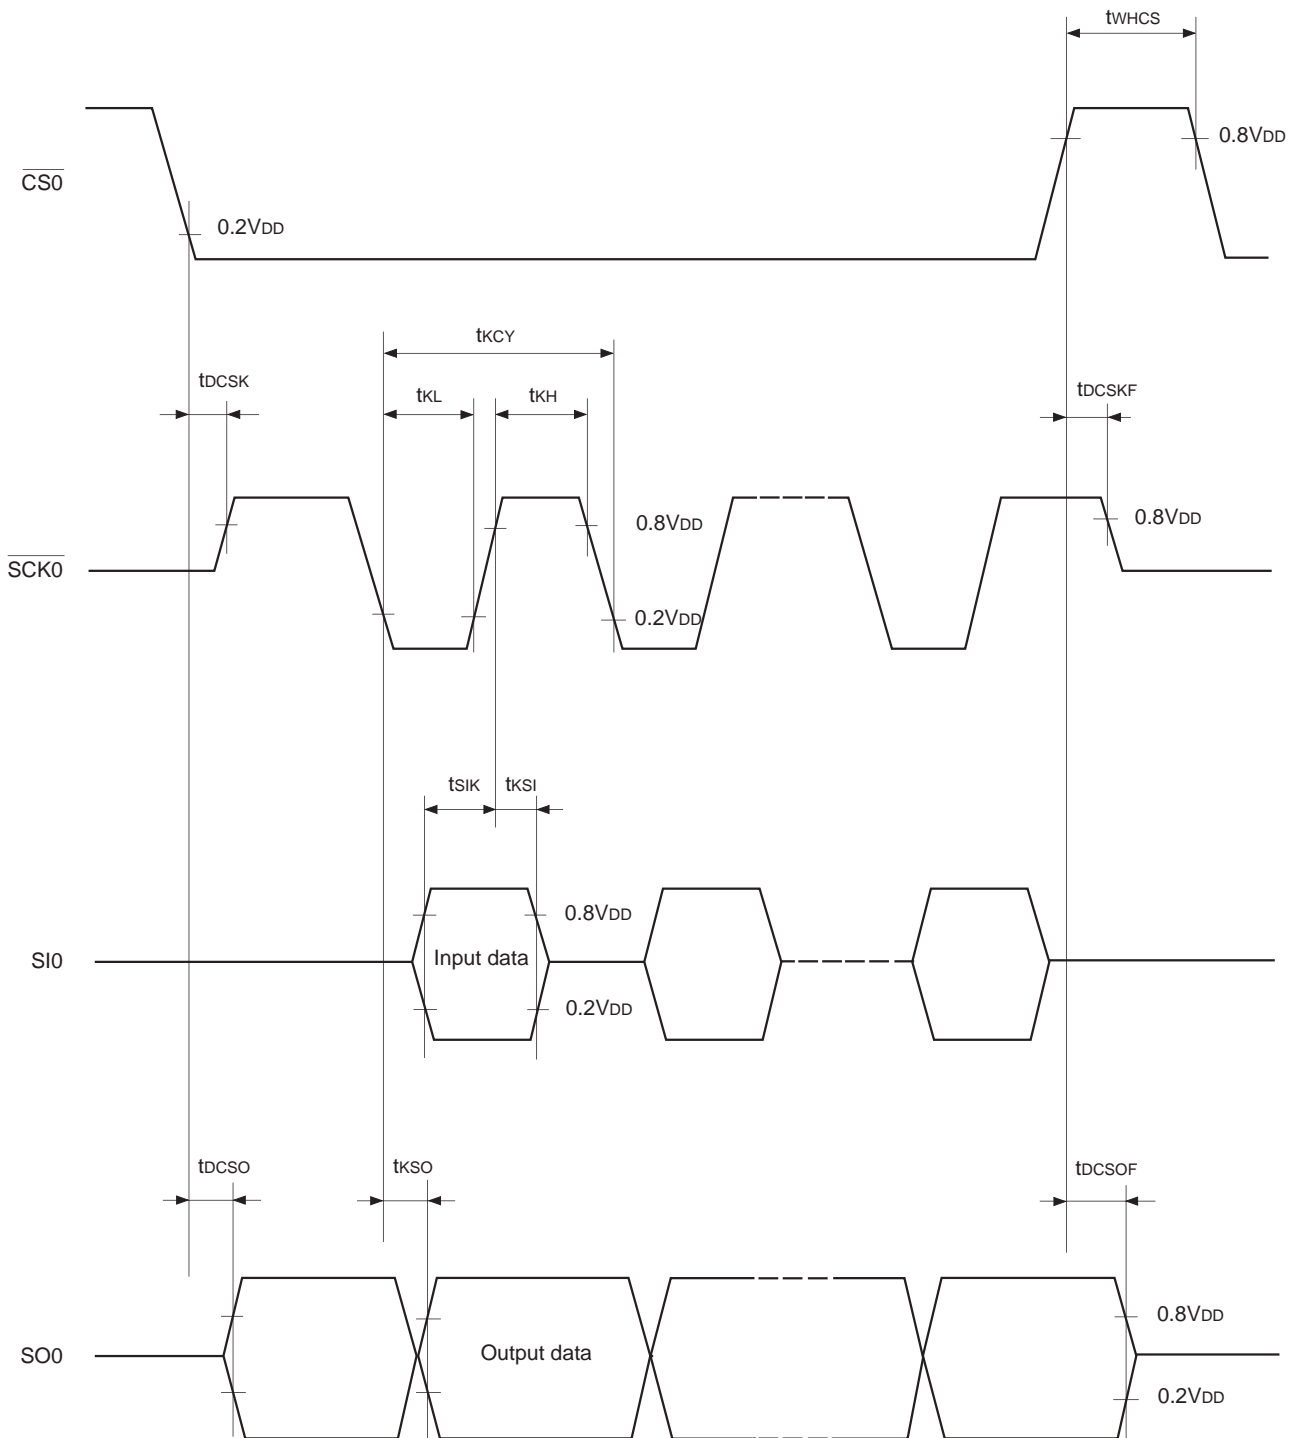 tWHCS
0.8VDD
CS0
0.2VDD
tKCY
tDCSK
tKL
tKH
tDCSKF
0.8VDD
0.8VDD
SCK0
0.2VDD
tSIK
tKSI
0.8VDD
SI0
Input data
0.2VDD
tDCSO
tKSO
tDCSOF
0.8VDD
SO0
Output data
0.2VDD